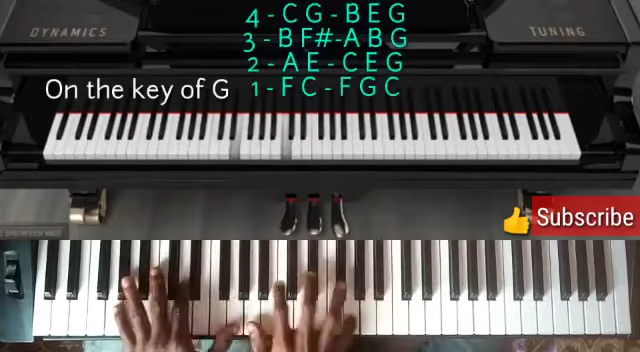 4 - C G - B E G
DYNAMICS
3 - B F# - A B G
TUNING
2 - A E - C E G
On the key of G
1 - F C - F G C
Subscribe